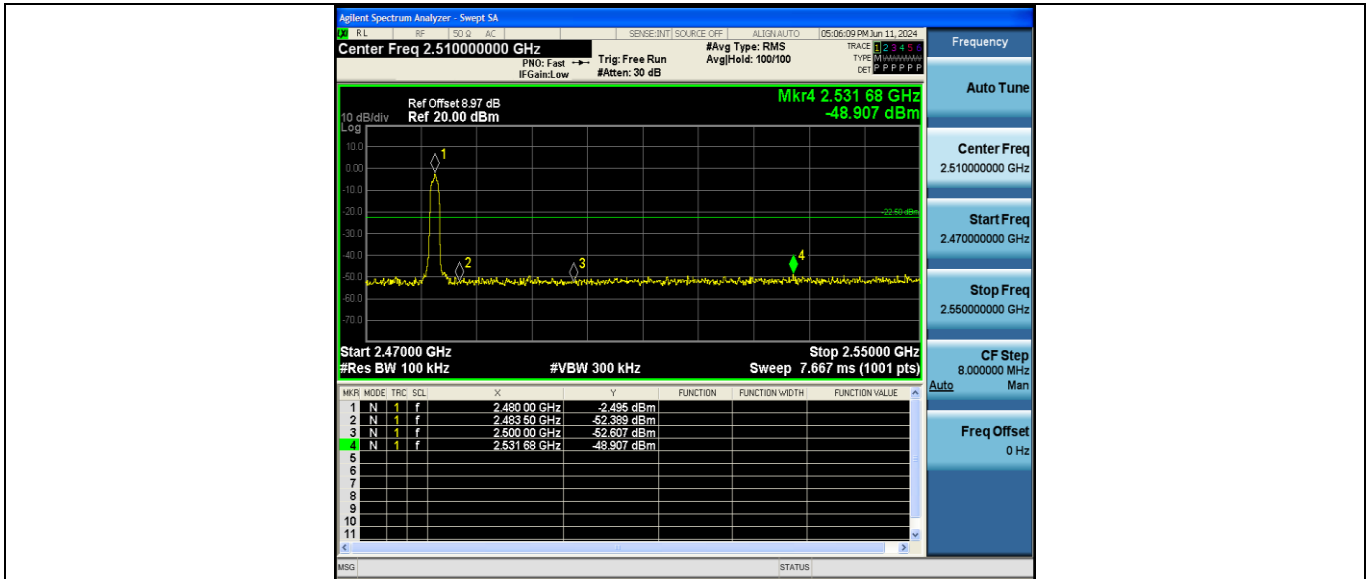 Agilent Spectrum Analyzer - Swept SA
LXI RL RF 50 Ω AC SENSE:INT SOURCE OFF ALIGN AUTO 05:06:09 PM Jun 11, 2024
Center Freq 2.510000000 GHz
PNO: Fast
IFGain:Low
Trig: Free Run
#Atten: 30 dB
#Avg Type: RMS
Avg|Hold: 100/100
TRACE 1 2 3 4 5 6
TYPE MWWWWW
DET P P P P P P
Mkr4 2.531 68 GHz
-48.907 dBm
Ref Offset 8.97 dB
10 dB/div Ref 20.00 dBm
Log
10.0
0.00
-10.0
-20.0
-30.0
-40.0
-50.0
-60.0
-70.0
1
2
3
4
-22.50 dBm
Start 2.47000 GHz Stop 2.55000 GHz
#Res BW 100 kHz #VBW 300 kHz Sweep 7.667 ms (1001 pts)
MKR MODE TRC SCL X Y FUNCTION FUNCTION WIDTH FUNCTION VALUE
1 N 1 f 2.480 00 GHz -2.495 dBm
2 N 1 f 2.483 50 GHz -52.389 dBm
3 N 1 f 2.500 00 GHz -52.607 dBm
4 N 1 f 2.531 68 GHz -48.907 dBm
5
6
7
8
9
10
11
MSG STATUS
Frequency
Auto Tune
Center Freq
2.510000000 GHz
Start Freq
2.470000000 GHz
Stop Freq
2.550000000 GHz
CF Step
8.000000 MHz
Auto Man
Freq Offset
0 Hz